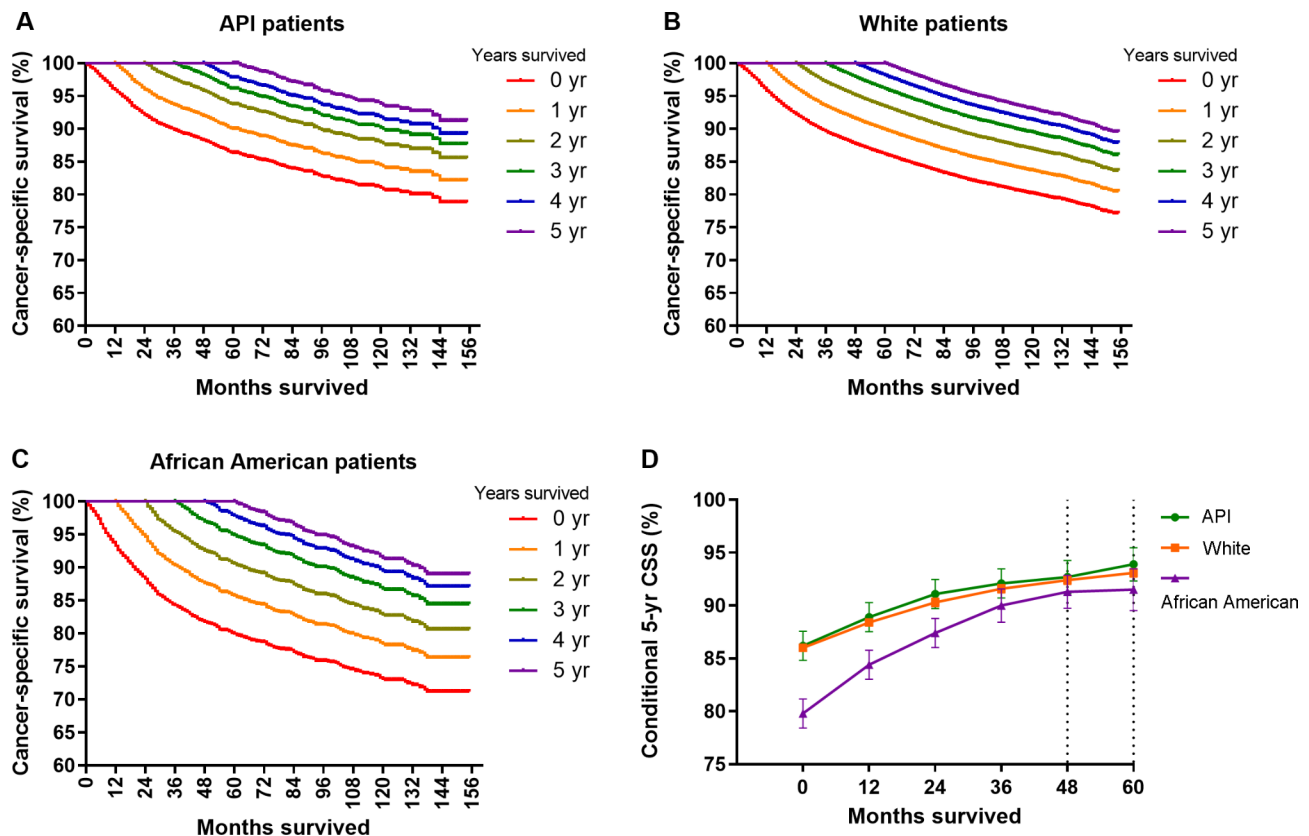 A
API patients
Cancer-specific survival (%)
100
95
90
85
80
75
70
65
60
0 12 24 36 48 60 72 84 96 108 120 132 144 156
Months survived
Years survived
0 yr
1 yr
2 yr
3 yr
4 yr
5 yr
B
White patients
Cancer-specific survival (%)
100
95
90
85
80
75
70
65
60
0 12 24 36 48 60 72 84 96 108 120 132 144 156
Months survived
Years survived
0 yr
1 yr
2 yr
3 yr
4 yr
5 yr
C
African American patients
Cancer-specific survival (%)
100
95
90
85
80
75
70
65
60
0 12 24 36 48 60 72 84 96 108 120 132 144 156
Months survived
Years survived
0 yr
1 yr
2 yr
3 yr
4 yr
5 yr
D
Conditional 5-yr CSS (%)
100
95
90
85
80
75
0 12 24 36 48 60
Months survived
API
White
African American